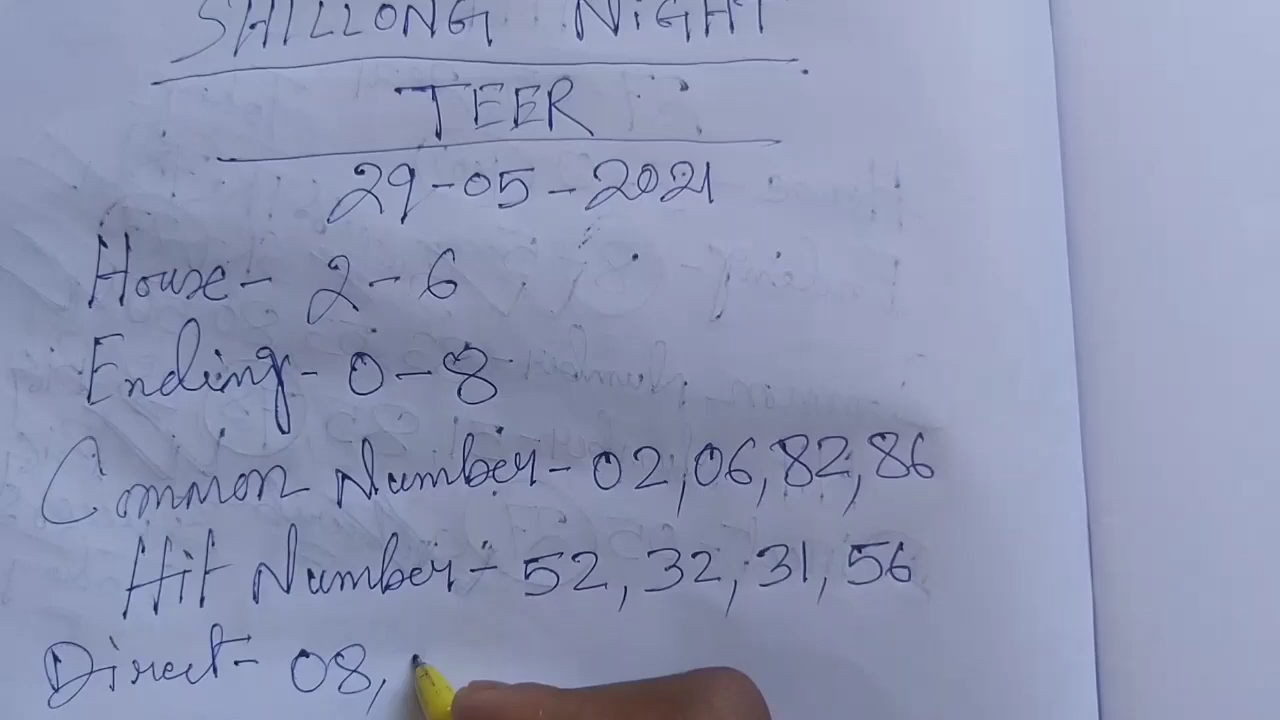 SHILLONG NIGHT
TEER
29-05-2021
House- 2-6
Ending- 0-8
Common Number- 02,06,82,86
Hit Number- 52, 32, 31, 56
Direct- 08,